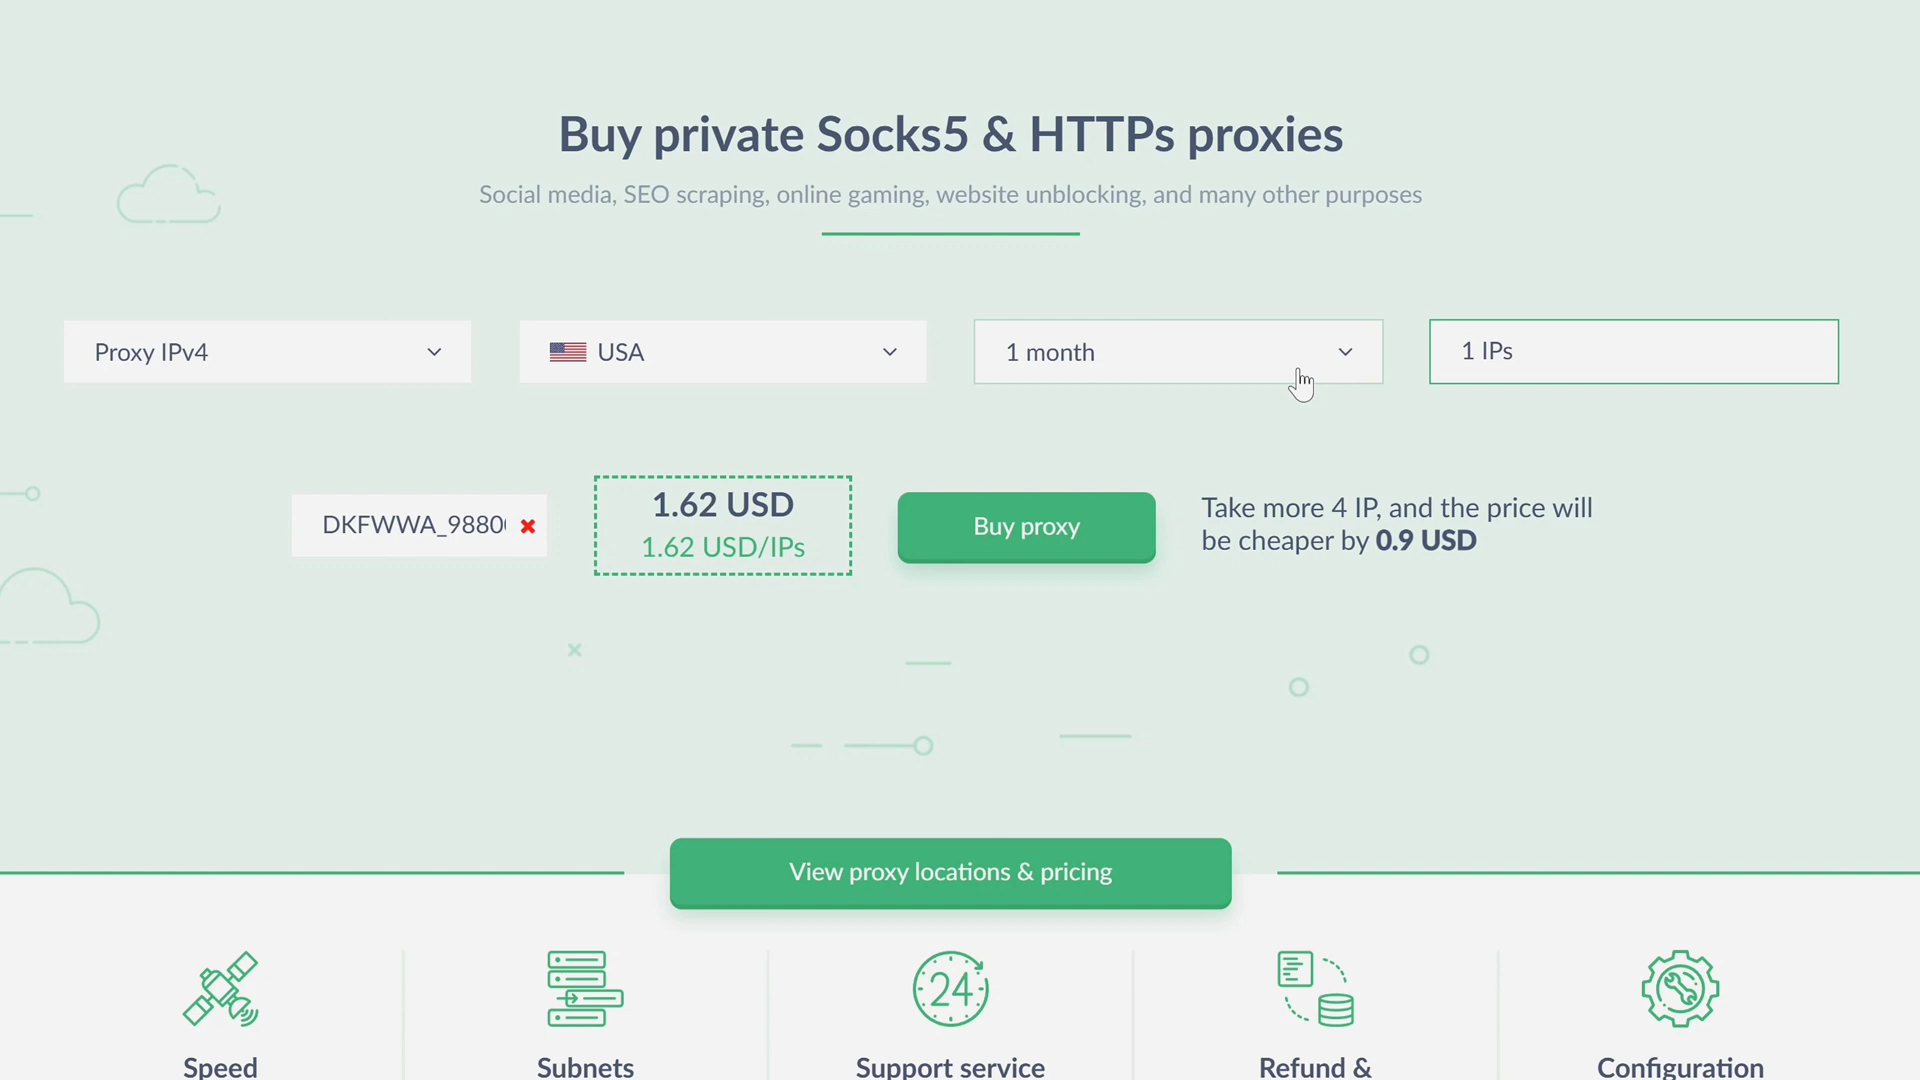 Buy private Socks5 & HTTPs proxies
Social media, SEO scraping, online gaming, website unblocking, and many other purposes
Proxy IPv4
USA
1 month
1 IPs
DKFWWA_9880
1.62 USD
1.62 USD/IPs
Buy proxy
Take more 4 IP, and the price will
be cheaper by 0.9 USD
View proxy locations & pricing
24
Speed
Subnets
Support service
Refund &
Configuration